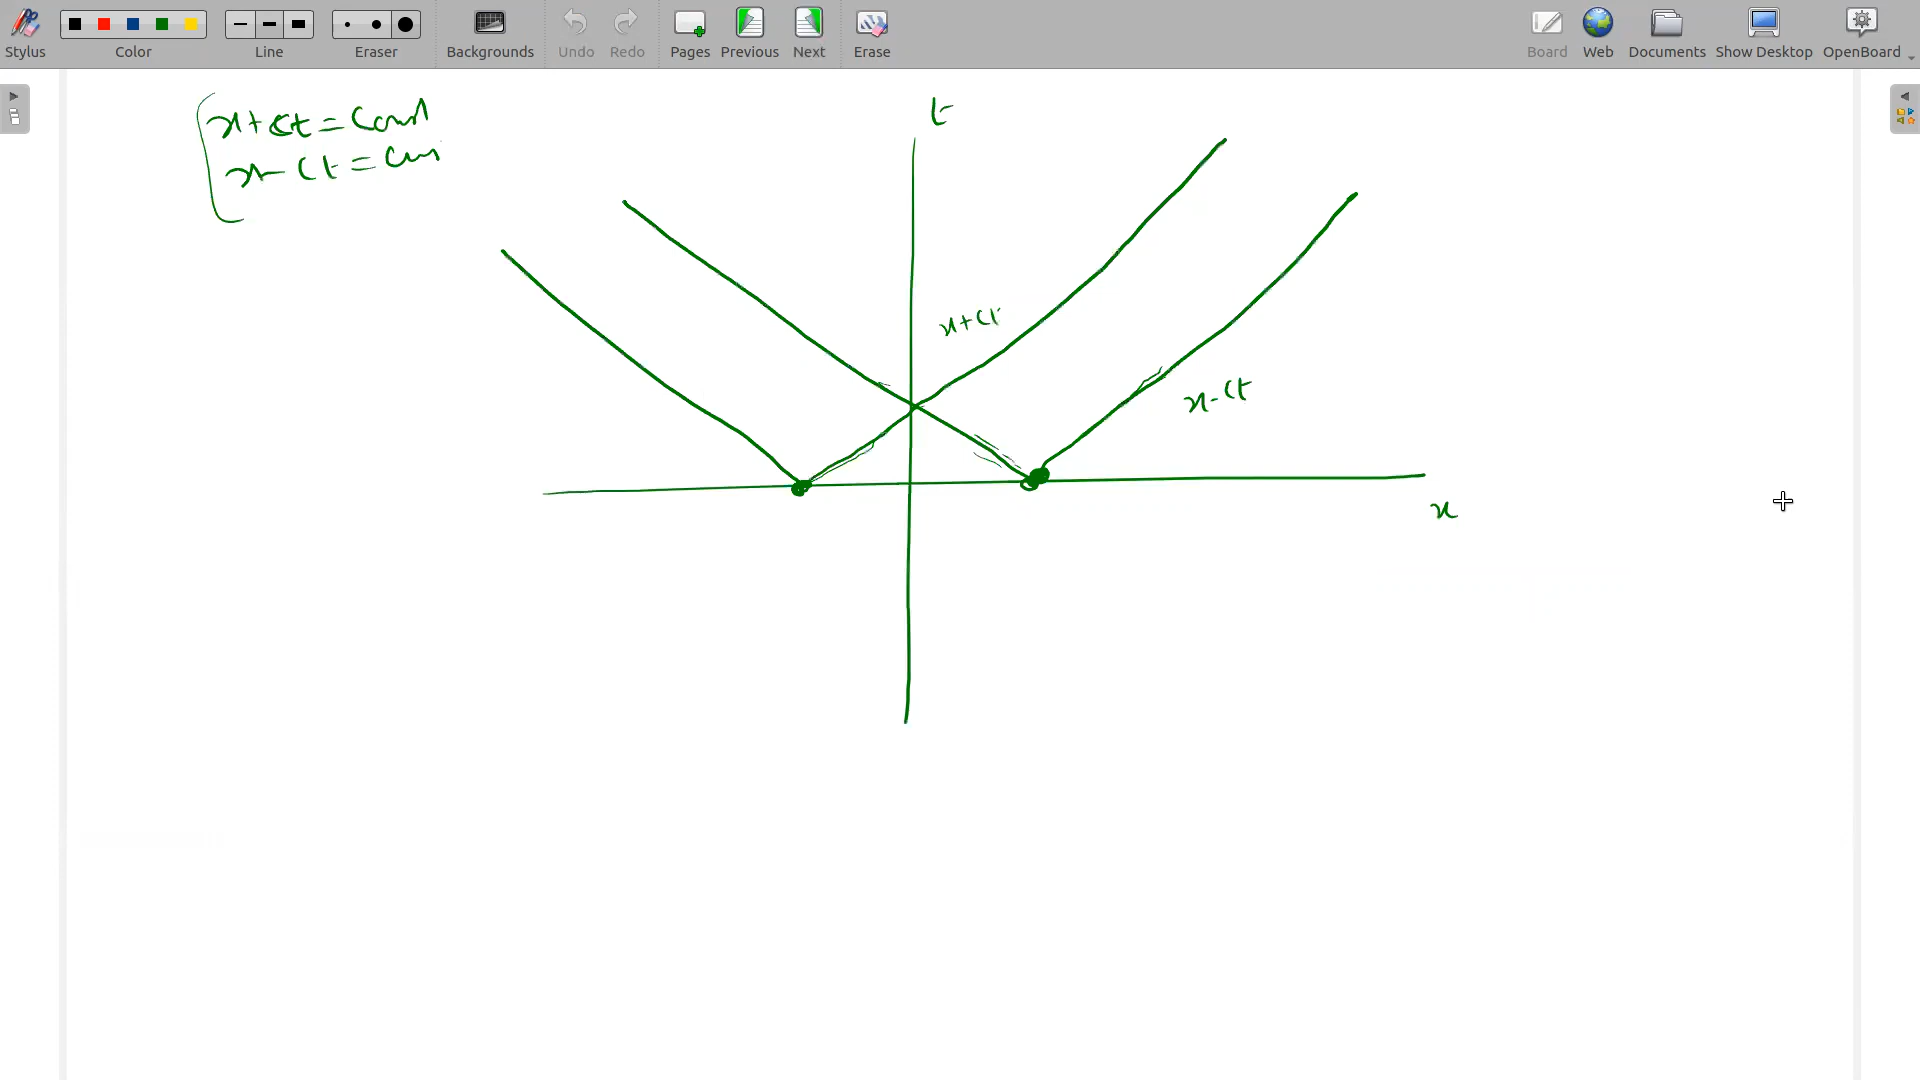 Stylus Color Line Eraser Backgrounds Undo Redo Pages Previous Next Erase Board Web Documents Show Desktop OpenBoard
x+ct=const
x-ct=
t
x+ct
x-ct
x